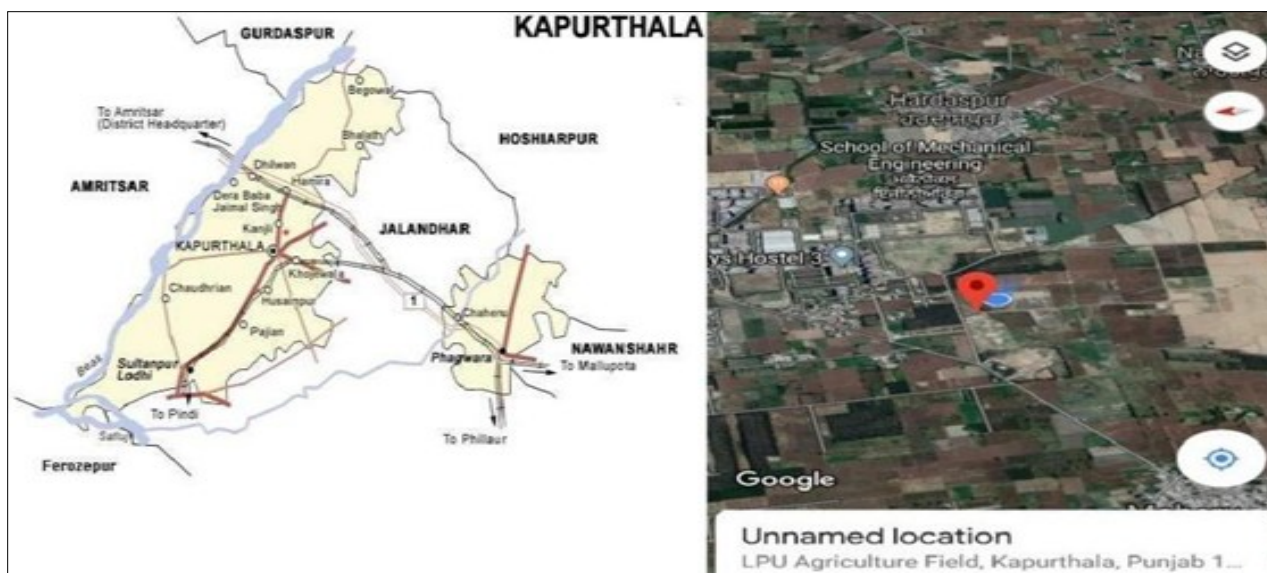 KAPURTHALA
GURDASPUR
Begowal
To Amritsar
(District Headquarter)
Bholath
HOSHIARPUR
Dhilwan
AMRITSAR
Hamira
Dera Baba
Jaimal Singh
Kanjli
JALANDHAR
KAPURTHALA
Khojewala
Chaudhrian
Husainpur
1
Chaheru
Pajian
NAWANSHAHR
Beas
Sultanpur
Lodhi
Phagwara
To Mallupota
To Pindi
To Phillaur
Satluj
Ferozepur
Hardaspur
School of Mechanical
Engineering
ys Hostel 3
Google
Unnamed location
LPU Agriculture Field, Kapurthala, Punjab 1...